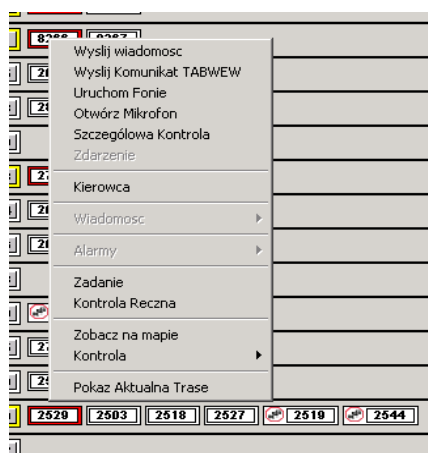 Wyslij wiadomosc
Wyslij Komunikat TABWEW
Uruchom Fonie
Otwórz Mikrofon
Szczególowa Kontrola
Zdarzenie
Kierowca
Wiadomosc
Alarmy
Zadanie
Kontrola Reczna
Zobacz na mapie
Kontrola
Pokaz Aktualna Trase
2529 2503 2518 2527 2519 2544